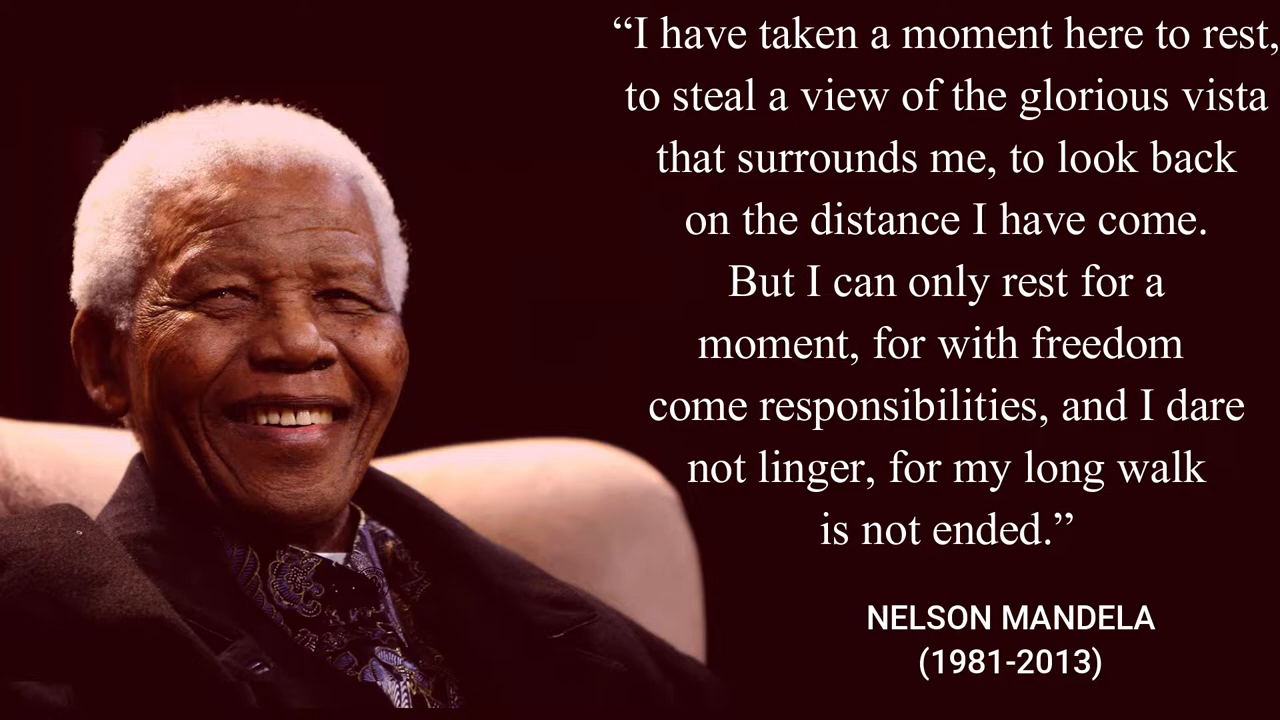 “I have taken a moment here to rest,
to steal a view of the glorious vista
that surrounds me, to look back
on the distance I have come.
But I can only rest for a
moment, for with freedom
come responsibilities, and I dare
not linger, for my long walk
is not ended.”
NELSON MANDELA
(1981-2013)